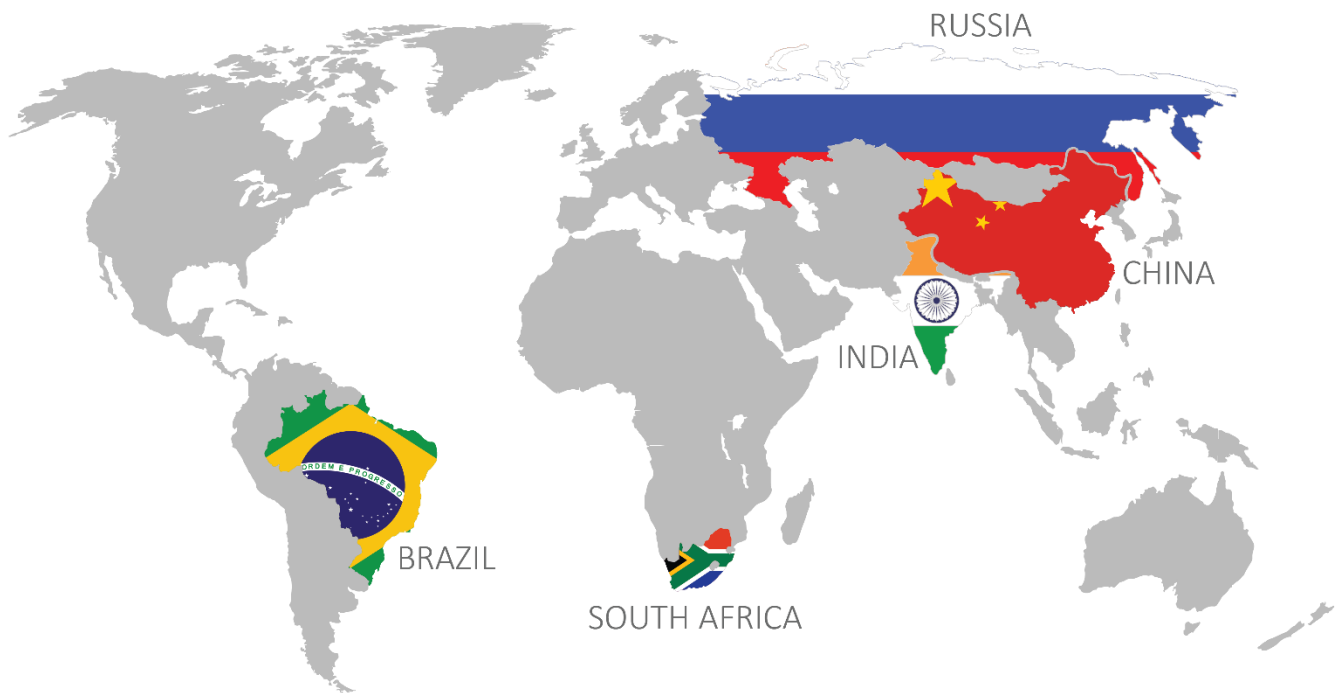 RUSSIA
CHINA
INDIA
ORDEM E PROGRESSO
BRAZIL
SOUTH AFRICA